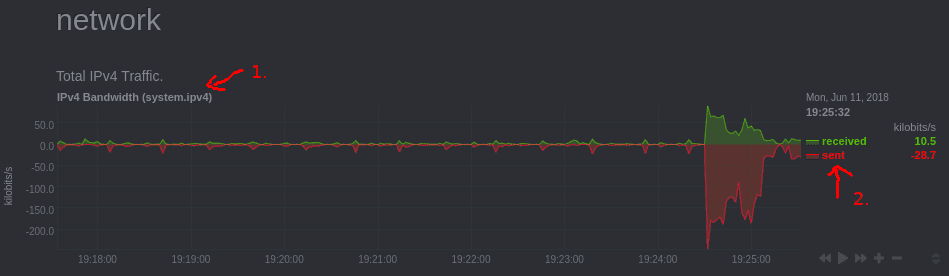 network
Total IPv4 Traffic.
1.
IPv4 Bandwidth (system.ipv4)
Mon, Jun 11, 2018
19:25:32
kilobits/s
received 10.5
sent -28.7
2.
kilobits/s
50.0
0.0
-50.0
-100.0
-150.0
-200.0
19:18:00 19:19:00 19:20:00 19:21:00 19:22:00 19:23:00 19:24:00 19:25:00